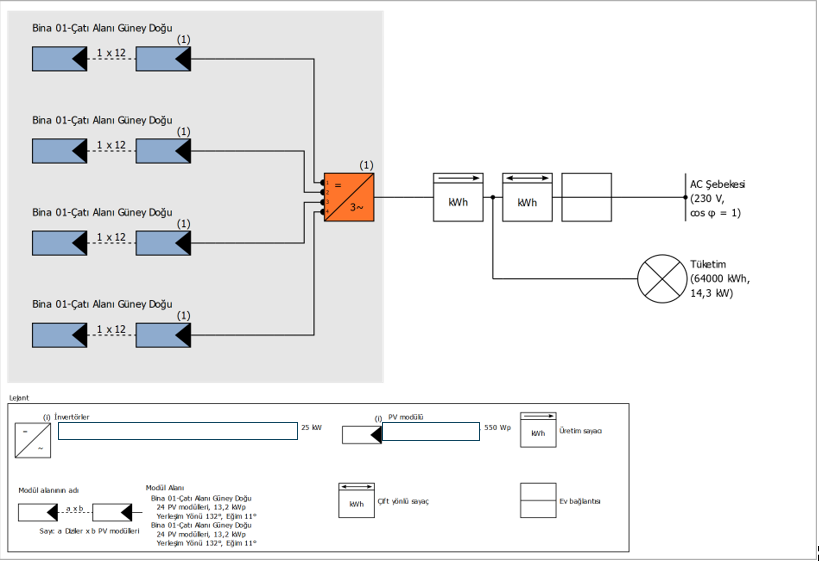 Bina 01-Çatı Alanı Güney Doğu
(1)
1 x 12
Bina 01-Çatı Alanı Güney Doğu
(1)
1 x 12
Bina 01-Çatı Alanı Güney Doğu
(1)
1 x 12
Bina 01-Çatı Alanı Güney Doğu
(1)
1 x 12
(1)
1
2
3
4
=
3~
kWh
kWh
AC Şebekesi
(230 V,
cos φ = 1)
Tüketim
(64000 kWh,
14,3 kW)
Lejant
(i) İnvertörler
25 kW
=
~
(i) PV modülü
550 Wp
kWh
Üretim sayacı
Modül alanının adı
a x b
Sayı: a Diziler x b PV modülleri
Modül Alanı
Bina 01-Çatı Alanı Güney Doğu
24 PV modülleri, 13,2 kWp
Yerleşim Yönü 132°, Eğim 11°
Bina 01-Çatı Alanı Güney Doğu
24 PV modülleri, 13,2 kWp
Yerleşim Yönü 132°, Eğim 11°
kWh
Çift yönlü sayaç
Ev bağlantısı